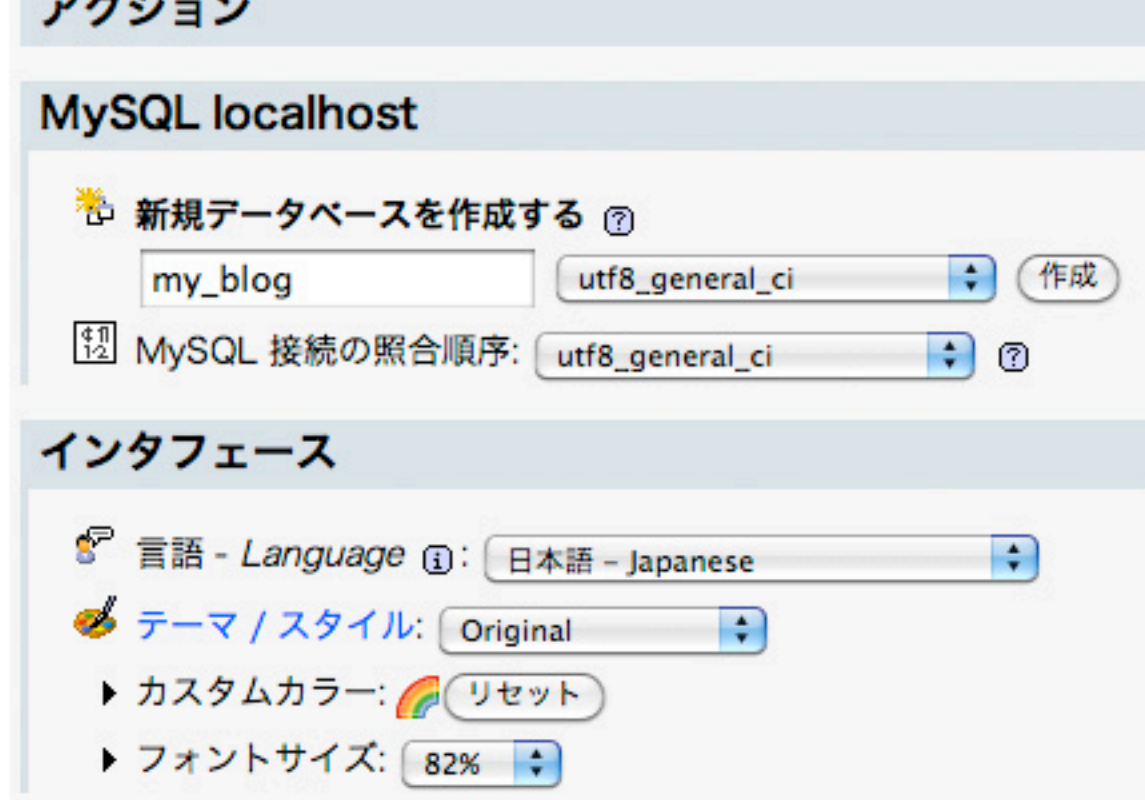 アクション
MySQL localhost
新規データベースを作成する
my_blog utf8_general_ci 作成
MySQL 接続の照合順序: utf8_general_ci
インタフェース
言語 - Language : 日本語 – Japanese
テーマ / スタイル: Original
カスタムカラー: リセット
フォントサイズ: 82%